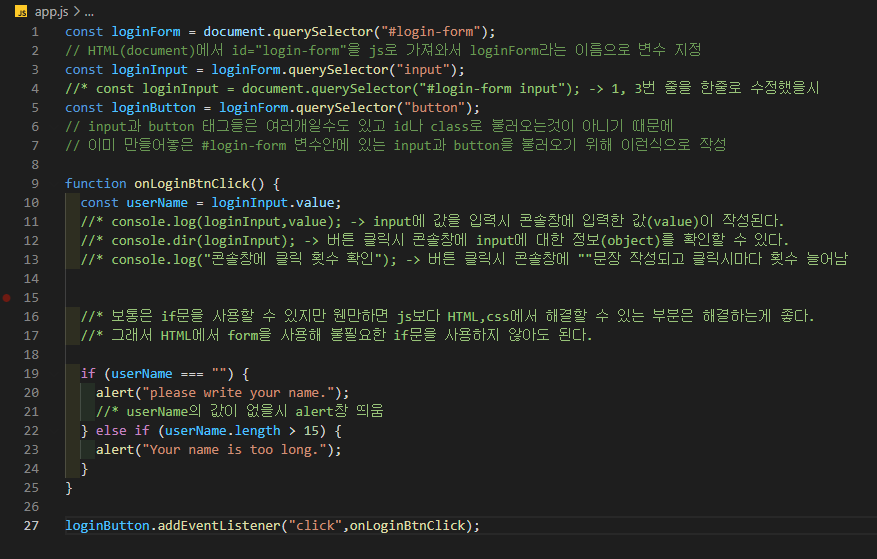 JS app.js > ...
1 const loginForm = document.querySelector("#login-form");
2 // HTML(document)에서 id="login-form"을 js로 가져와서 loginForm라는 이름으로 변수 지정
3 const loginInput = loginForm.querySelector("input");
4 //* const loginInput = document.querySelector("#login-form input"); -> 1, 3번 줄을 한줄로 수정했을시
5 const loginButton = loginForm.querySelector("button");
6 // input과 button 태그들은 여러개일수도 있고 id나 class로 불러오는것이 아니기 때문에
7 // 이미 만들어놓은 #login-form 변수안에 있는 input과 button을 불러오기 위해 이런식으로 작성
8
9 function onLoginBtnClick() {
10 const userName = loginInput.value;
11 //* console.log(loginInput,value); -> input에 값을 입력시 콘솔창에 입력한 값(value)이 작성된다.
12 //* console.dir(loginInput); -> 버튼 클릭시 콘솔창에 input에 대한 정보(object)를 확인할 수 있다.
13 //* console.log("콘솔창에 클릭 횟수 확인"); -> 버튼 클릭시 콘솔창에 ""문장 작성되고 클릭시마다 횟수 늘어남
14
15
16 //* 보통은 if문을 사용할 수 있지만 웬만하면 js보다 HTML,css에서 해결할 수 있는 부분은 해결하는게 좋다.
17 //* 그래서 HTML에서 form을 사용해 불필요한 if문을 사용하지 않아도 된다.
18
19 if (userName === "") {
20 alert("please write your name.");
21 //* userName의 값이 없을시 alert창 띄움
22 } else if (userName.length > 15) {
23 alert("Your name is too long.");
24 }
25 }
26
27 loginButton.addEventListener("click",onLoginBtnClick);